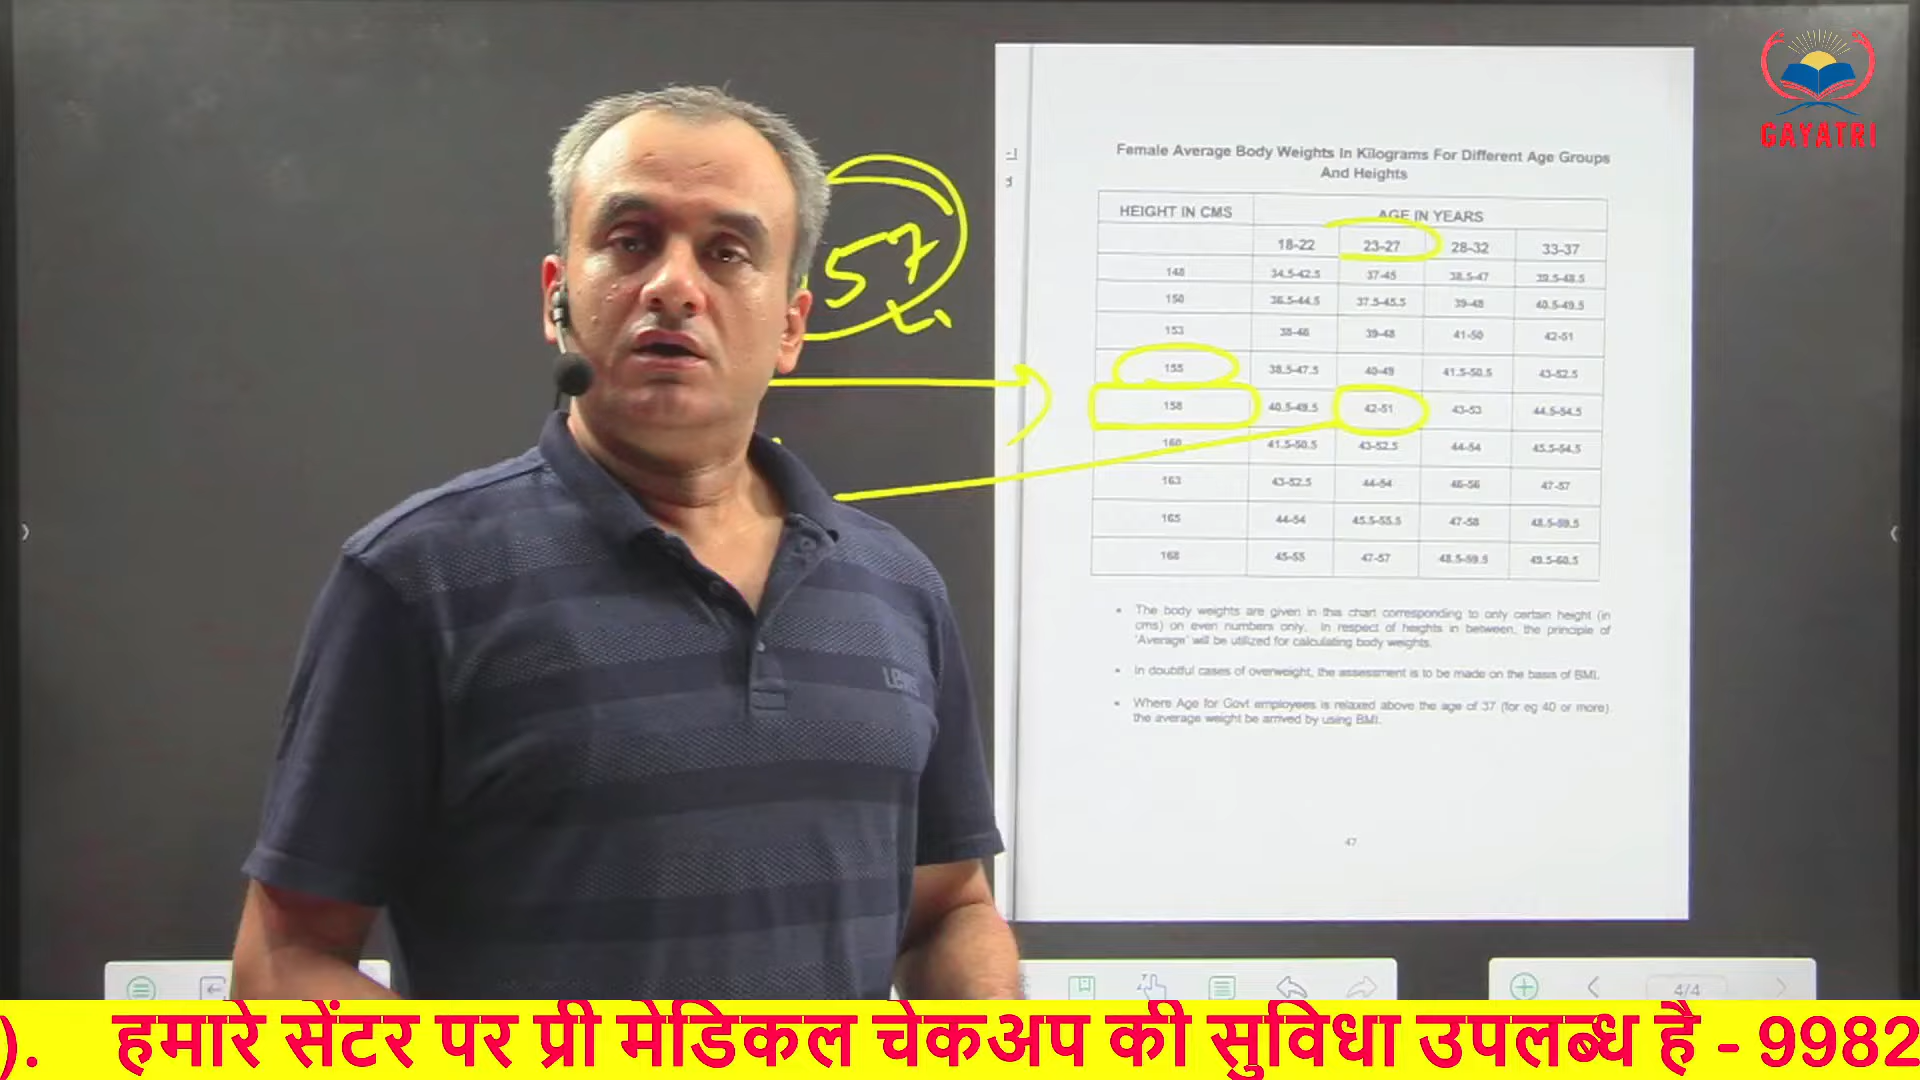 GAYATRI
57
Female Average Body Weights In Kilograms For Different Age Groups
And Heights
HEIGHT IN CMS AGE IN YEARS
18-22 23-27 28-32 33-37
148 34.5-42.5 37-45 38.5-47 39.5-48.5
150 36.5-44.5 37.5-45.5 39-48 40.5-49.5
153 38-46 39-48 41-50 42-51
155 38.5-47.5 40-49 41.5-50.5 43-52.5
158 40.5-49.5 42-51 43-53 44.5-54.5
160 41.5-50.5 43-52.5 44-54 45.5-54.5
163 43-52.5 44-54 46-56 47-57
165 44-54 45.5-55.5 47-58 48.5-59.5
168 45-55 47-57 48.5-59.5 49.5-60.5
• The body weights are given in this chart corresponding to only certain height (in
cms) on even numbers only. In respect of heights in between, the principle of
'Average' will be utilized for calculating body weights.
• In doubtful cases of overweight, the assessment is to be made on the basis of BMI.
• Where Age for Govt employees is relaxed above the age of 37 (for eg 40 or more)
the average weight be arrived by using BMI.
47
Levi's
4/4
). हमारे सेंटर पर प्री मेडिकल चेकअप की सुविधा उपलब्ध है - 9982